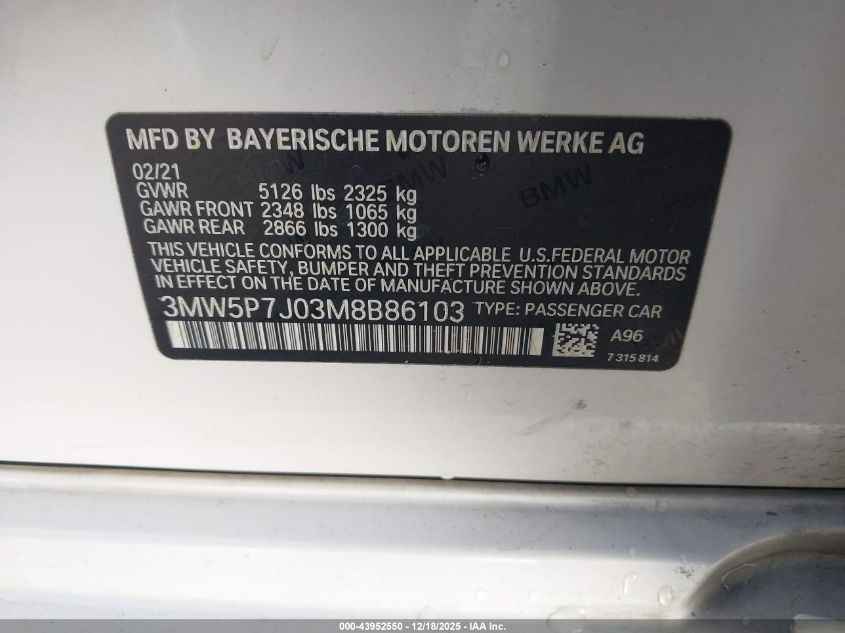 MFD BY BAYERISCHE MOTOREN WERKE AG
02/21
GVWR 5126 lbs 2325 kg
GAWR FRONT 2348 lbs 1065 kg
GAWR REAR 2866 lbs 1300 kg
THIS VEHICLE CONFORMS TO ALL APPLICABLE U.S.FEDERAL MOTOR
VEHICLE SAFETY, BUMPER AND THEFT PREVENTION STANDARDS
IN EFFECT ON THE DATE OF MANUFACTURE SHOWN ABOVE.
3MW5P7J03M8B86103 TYPE: PASSENGER CAR
A96
7 315 814
BMW
000-43952550 - 12/18/2025 - IAA Inc.